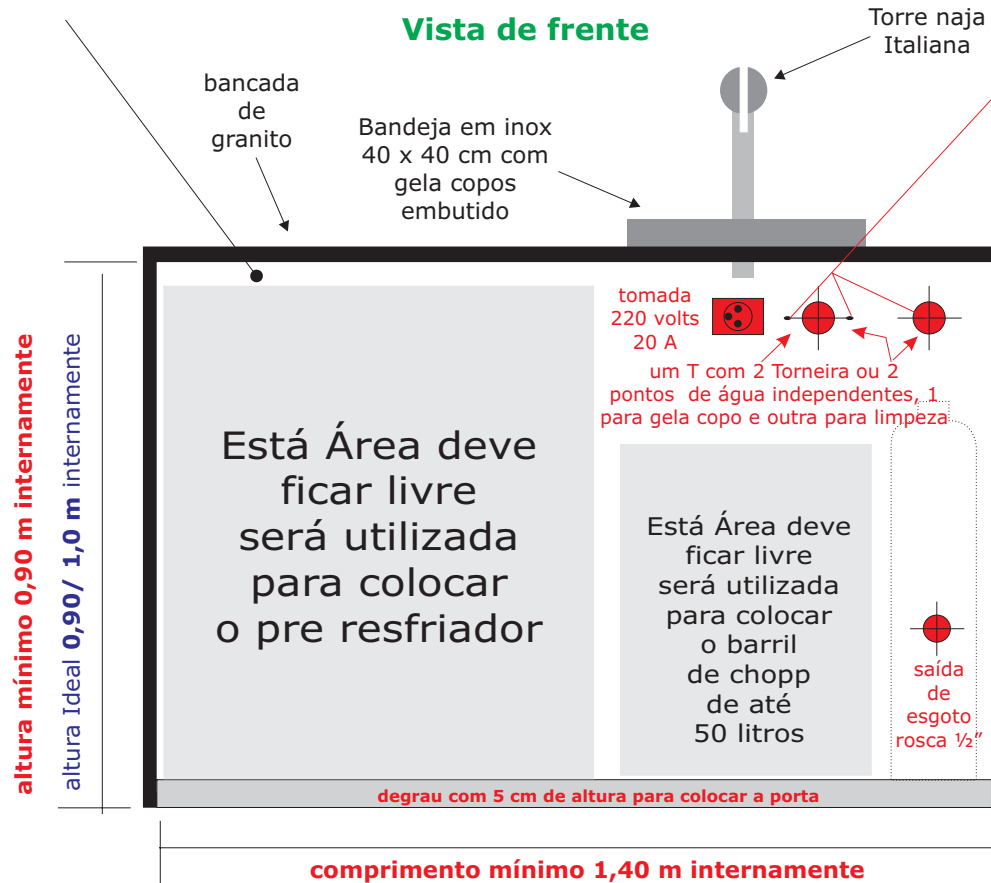 Vista de frente
Torre naja
Italiana
bancada
de
granito
Bandeja em inox
40 x 40 cm com
gela copos
embutido
tomada
220 volts
20 A
um T com 2 Torneira ou 2
pontos de água independentes, 1
para gela copo e outra para limpeza
Está Área deve
ficar livre
será utilizada
para colocar
o pre resfriador
Está Área deve
ficar livre
será utilizada
para colocar
o barril
de chopp
de até
50 litros
saída
de
esgoto
rosca ½”
altura mínimo 0,90 m internamente
altura Ideal 0,90/ 1,0 m internamente
degrau com 5 cm de altura para colocar a porta
comprimento mínimo 1,40 m internamente